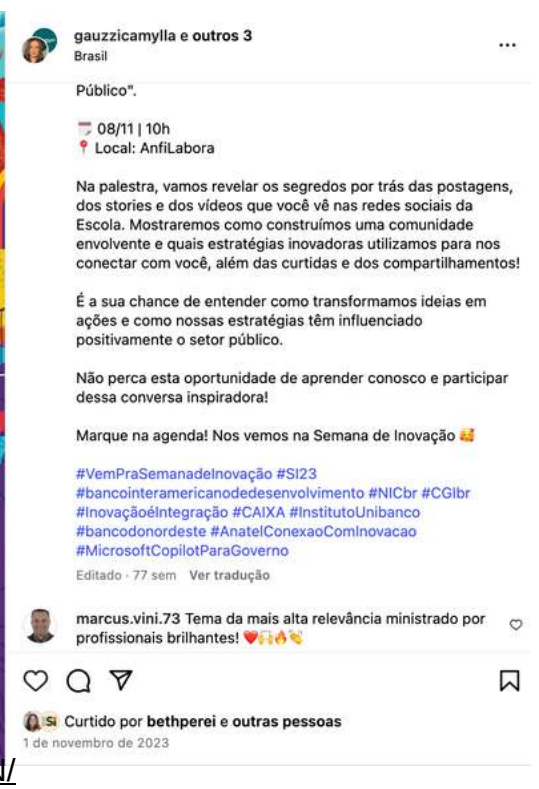 gauzzicamylla e outros 3
Brasil
Público".
08/11 | 10h
Local: AnfiLabora
Na palestra, vamos revelar os segredos por trás das postagens,
dos stories e dos vídeos que você vê nas redes sociais da
Escola. Mostraremos como construímos uma comunidade
envolvente e quais estratégias inovadoras utilizamos para nos
conectar com você, além das curtidas e dos compartilhamentos!
É a sua chance de entender como transformamos ideias em
ações e como nossas estratégias têm influenciado
positivamente o setor público.
Não perca esta oportunidade de aprender conosco e participar
dessa conversa inspiradora!
Marque na agenda! Nos vemos na Semana de Inovação 🥰
#VemPraSemanadeInovação #SI23
#bancointeramericanodedesenvolvimento #NICbr #CGIbr
#InovaçãoéIntegração #CAIXA #InstitutoUnibanco
#bancodonordeste #AnatelConexaoComInovacao
#MicrosoftCopilotParaGoverno
Editado · 77 sem Ver tradução
marcus.vini.73 Tema da mais alta relevância ministrado por
profissionais brilhantes! ❤️🙌🔥👏
Si Curtido por bethperei e outras pessoas
1 de novembro de 2023